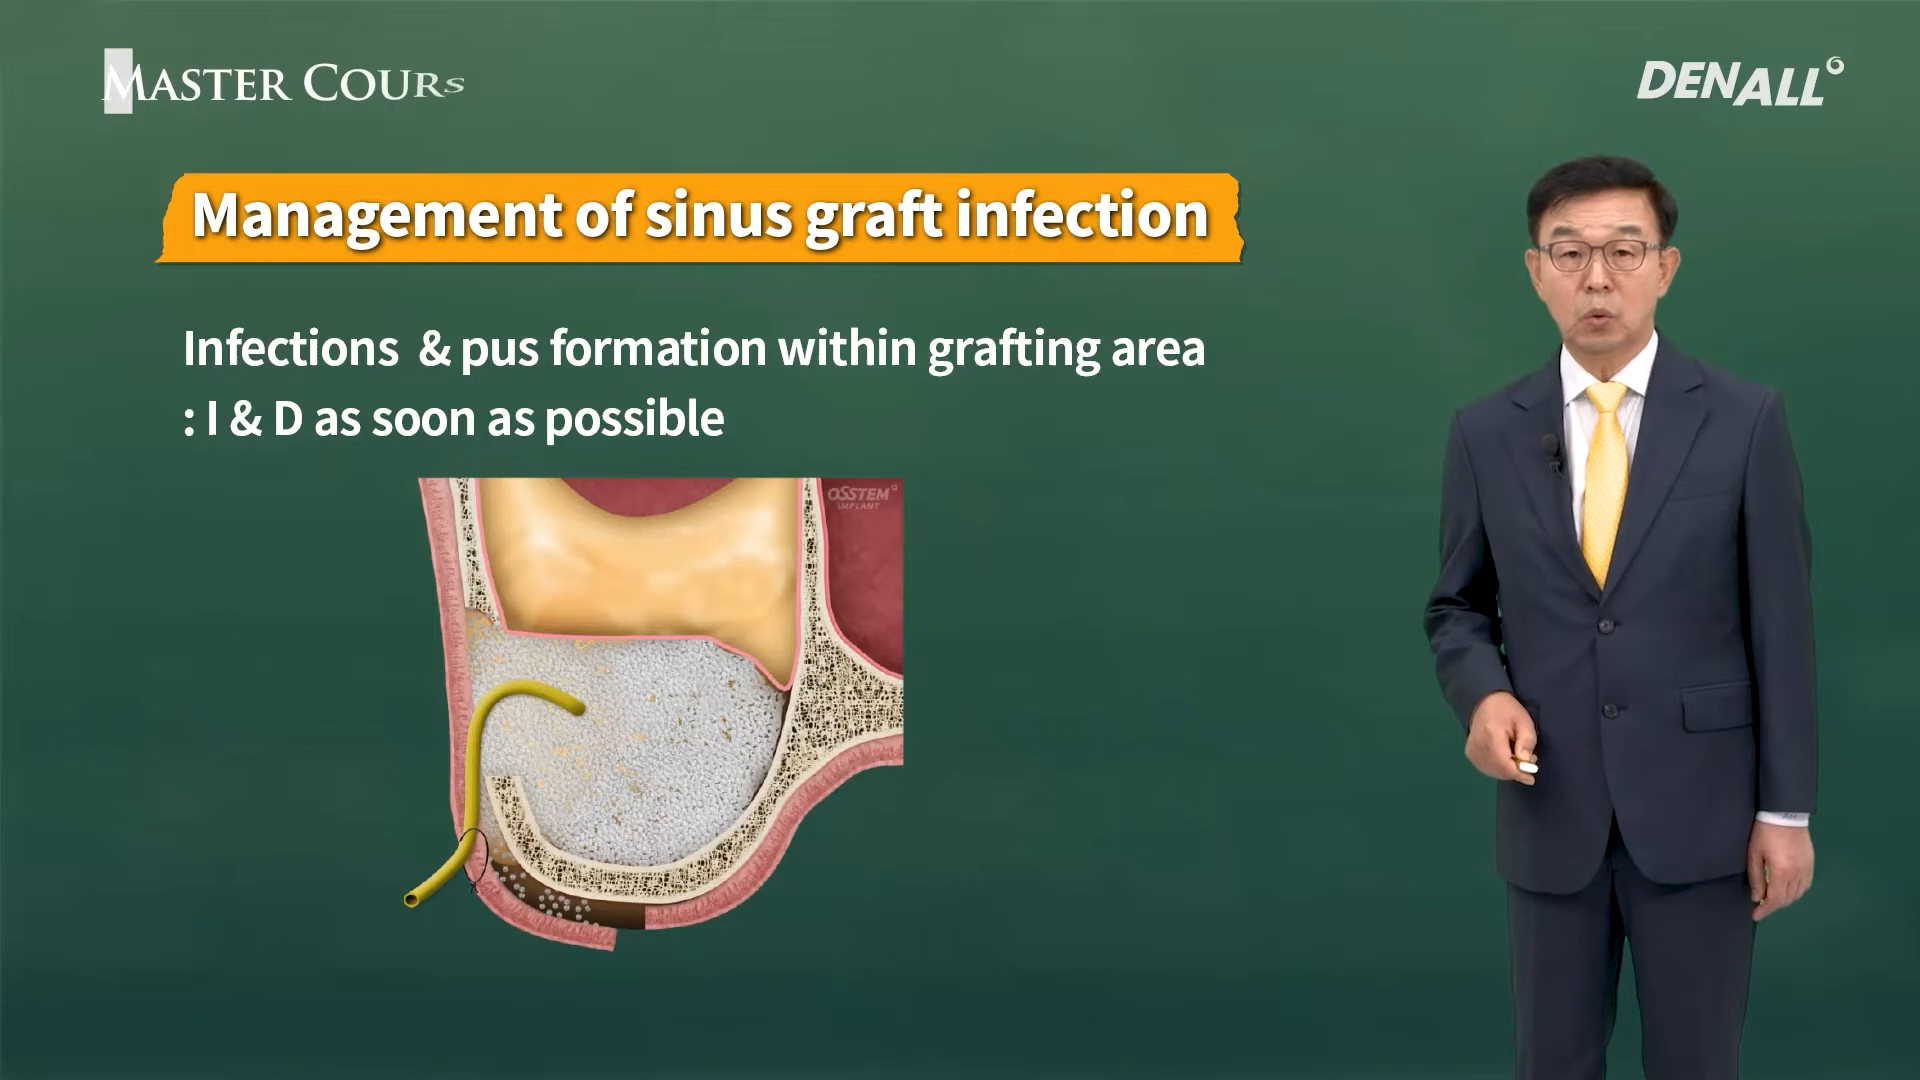 MASTER COURS
DENALL
Management of sinus graft infection
Infections & pus formation within grafting area
: I & D as soon as possible
OSSTEM
IMPLANT